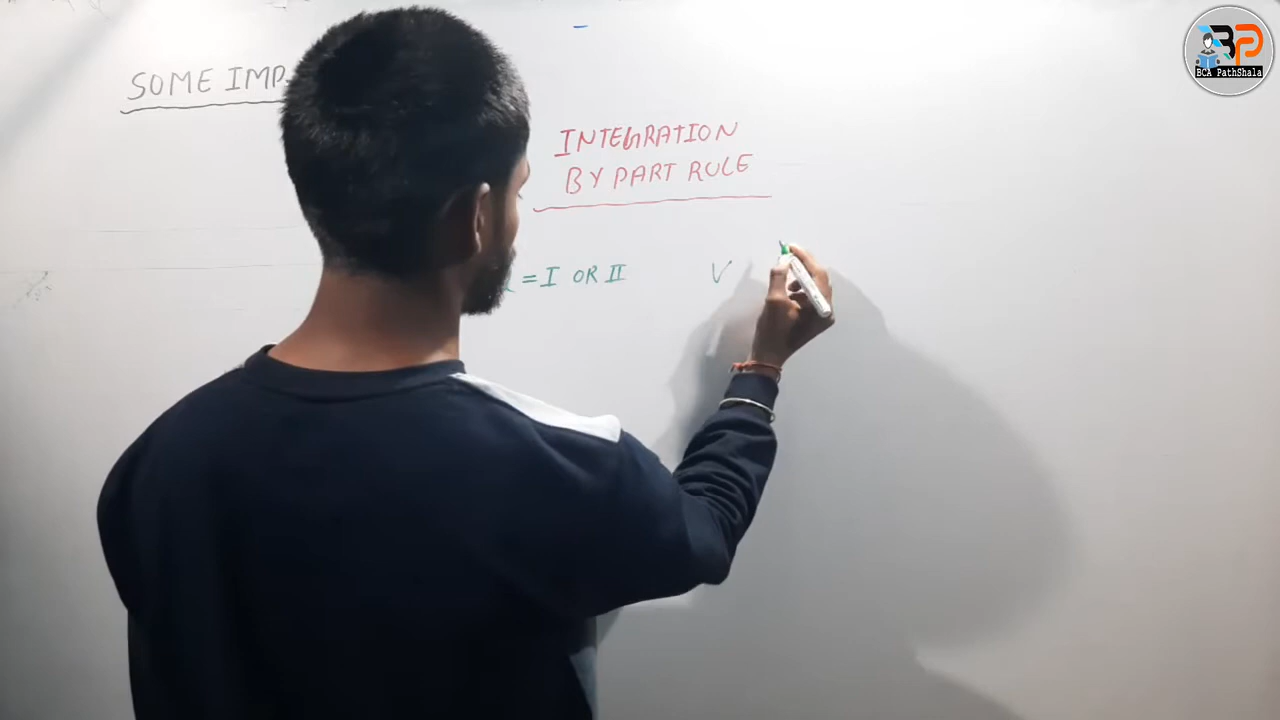 BCA PathShala
SOME IMP
INTEGRATION
BY PART RULE
= I OR II V